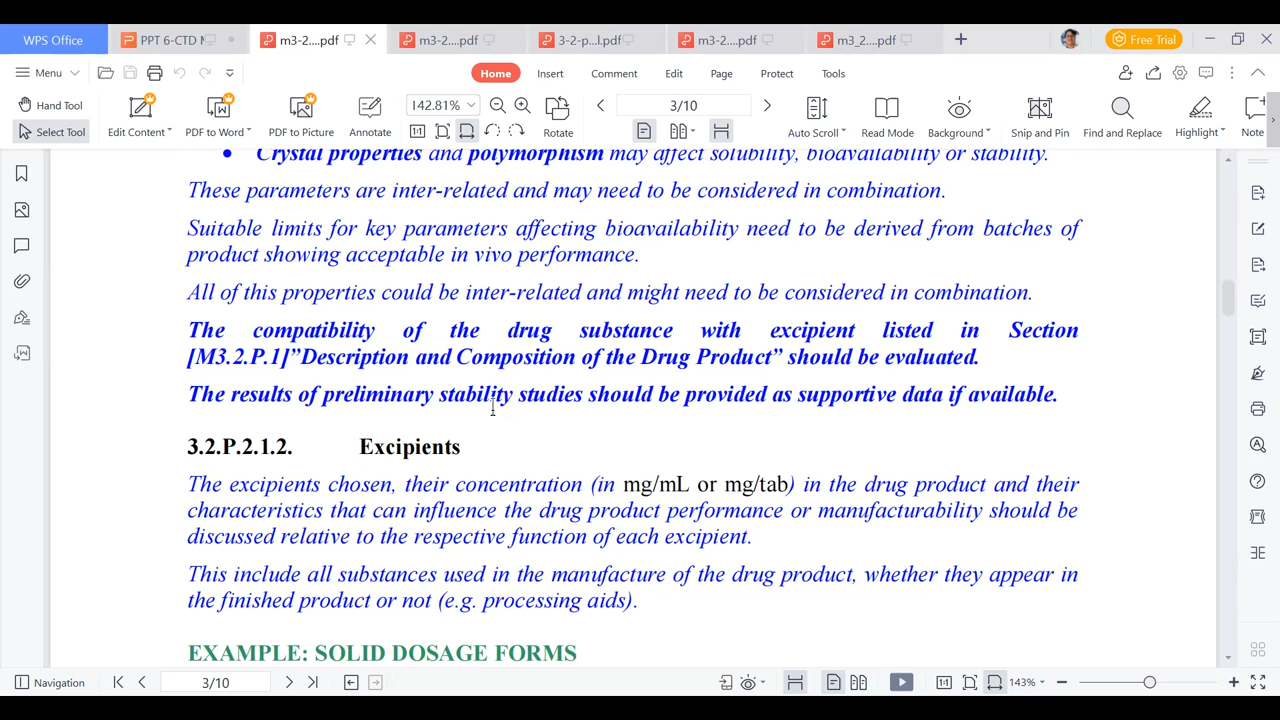 WPS Office PPT 6-CTD M m3-2....pdf m3-2....pdf 3-2-p...l.pdf m3-2....pdf m3_2....pdf Free Trial
Menu Home Insert Comment Edit Page Protect Tools
Hand Tool 142.81% 3/10
Select Tool Edit Content PDF to Word PDF to Picture Annotate 1:1 Rotate Auto Scroll Read Mode Background Snip and Pin Find and Replace Highlight Note
• Crystal properties and polymorphism may affect solubility, bioavailability or stability.
These parameters are inter-related and may need to be considered in combination.
Suitable limits for key parameters affecting bioavailability need to be derived from batches of
product showing acceptable in vivo performance.
All of this properties could be inter-related and might need to be considered in combination.
The compatibility of the drug substance with excipient listed in Section
[M3.2.P.1]”Description and Composition of the Drug Product” should be evaluated.
The results of preliminary stability studies should be provided as supportive data if available.
3.2.P.2.1.2. Excipients
The excipients chosen, their concentration (in mg/mL or mg/tab) in the drug product and their
characteristics that can influence the drug product performance or manufacturability should be
discussed relative to the respective function of each excipient.
This include all substances used in the manufacture of the drug product, whether they appear in
the finished product or not (e.g. processing aids).
EXAMPLE: SOLID DOSAGE FORMS
Navigation 3/10 1:1 143%